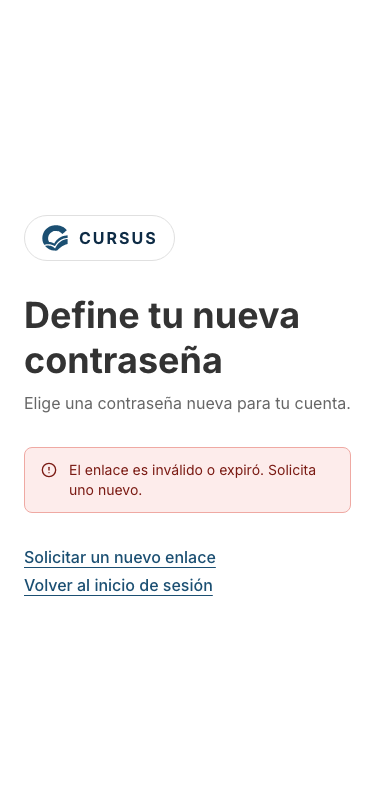 CURSUS
Define tu nueva
contraseña
Elige una contraseña nueva para tu cuenta.
El enlace es inválido o expiró. Solicita
uno nuevo.
Solicitar un nuevo enlace
Volver al inicio de sesión